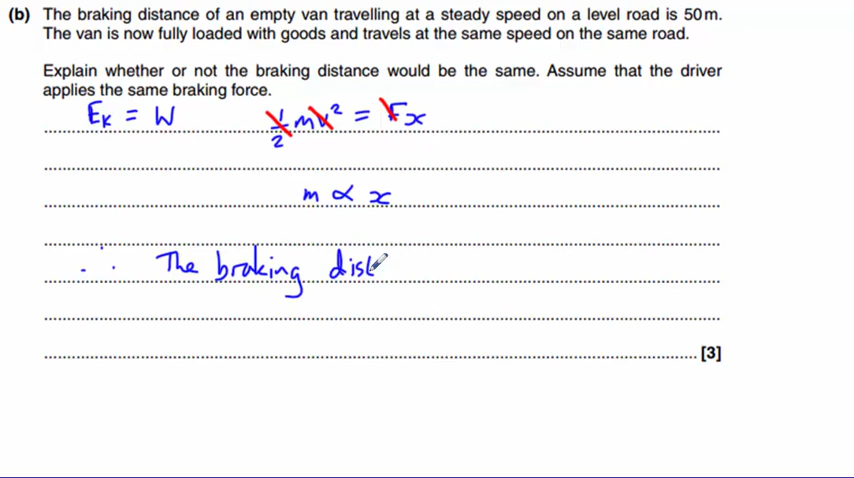 (b) The braking distance of an empty van travelling at a steady speed on a level road is 50 m.
The van is now fully loaded with goods and travels at the same speed on the same road.
Explain whether or not the braking distance would be the same. Assume that the driver
applies the same braking force.
Eₖ = W ½mv² = Fx
m ∝ x
∴ The braking dist
[3]